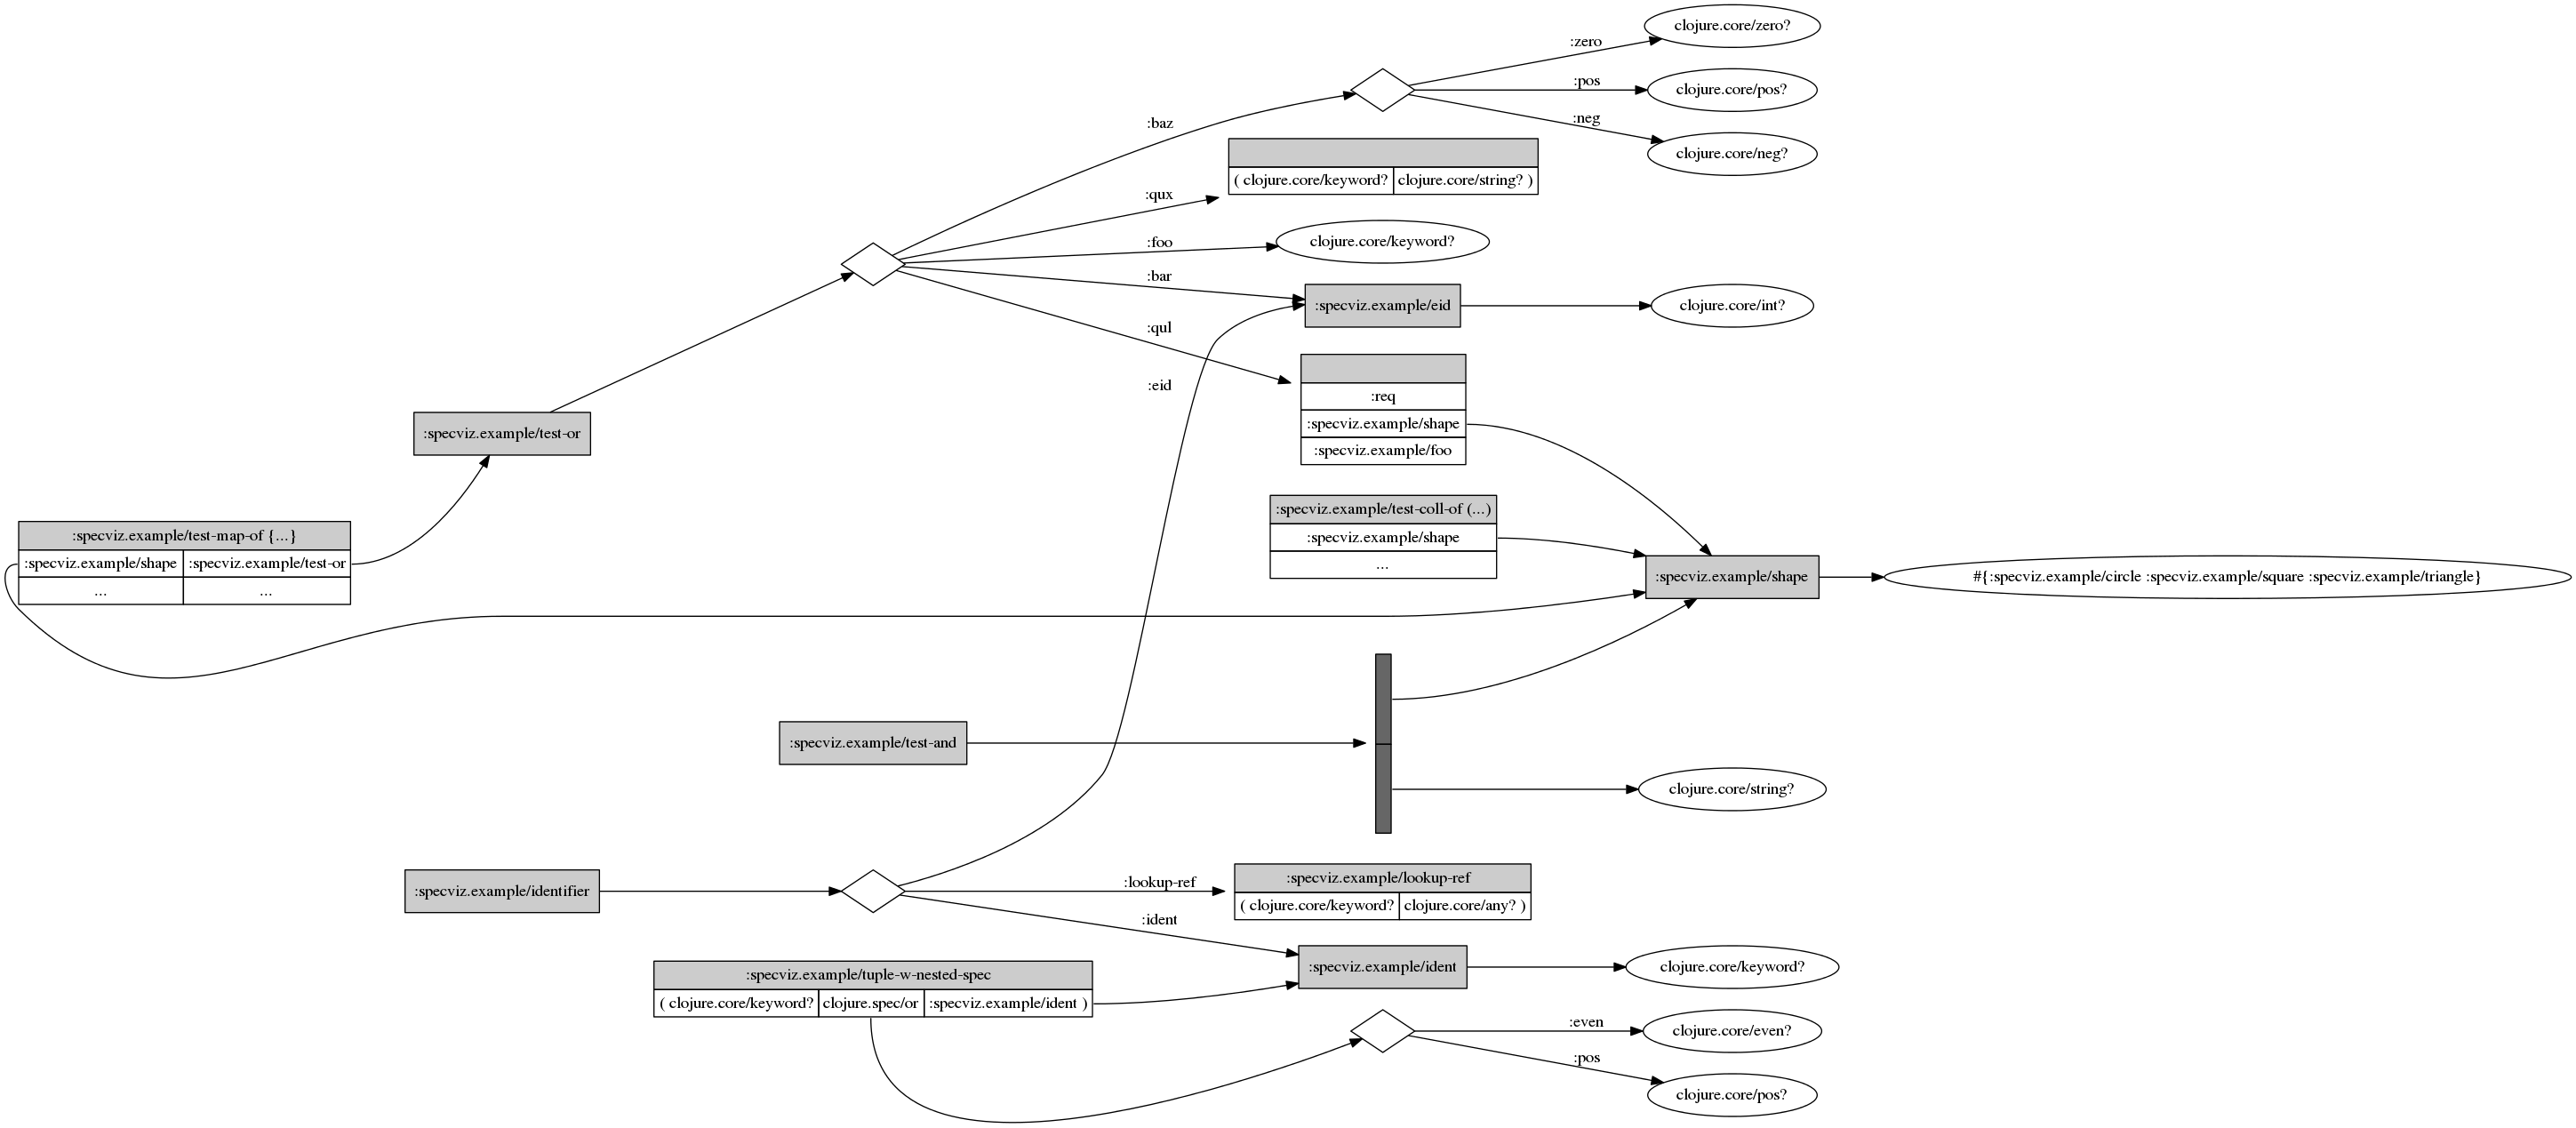 clojure.core/zero?
:zero
:pos
clojure.core/pos?
:neg
:baz
clojure.core/neg?
( clojure.core/keyword? clojure.core/string? )
:qux
:foo
clojure.core/keyword?
:bar
:specviz.example/eid
clojure.core/int?
:qul
:eid
:req
:specviz.example/shape
:specviz.example/foo
:specviz.example/test-or
:specviz.example/test-coll-of (...)
:specviz.example/shape
...
:specviz.example/test-map-of {...}
:specviz.example/shape :specviz.example/test-or
... ...
:specviz.example/shape
#{:specviz.example/circle :specviz.example/square :specviz.example/triangle}
:specviz.example/test-and
clojure.core/string?
:specviz.example/identifier
:lookup-ref
:specviz.example/lookup-ref
( clojure.core/keyword? clojure.core/any? )
:ident
:specviz.example/ident
clojure.core/keyword?
:specviz.example/tuple-w-nested-spec
( clojure.core/keyword? clojure.spec/or :specviz.example/ident )
:even
clojure.core/even?
:pos
clojure.core/pos?